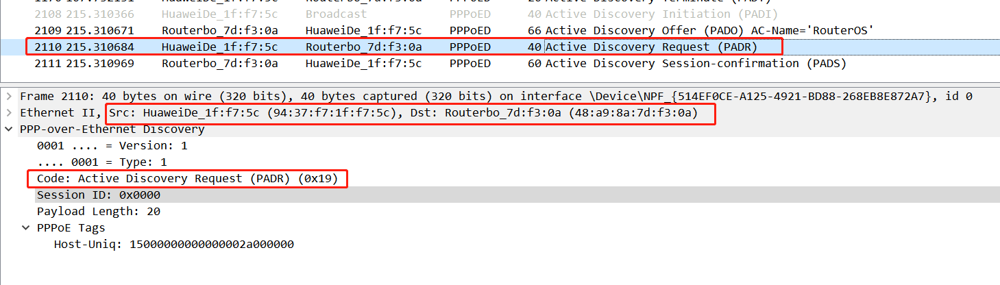 2108 215.310366 HuaweiDe_1f:f7:5c Broadcast PPPoED 40 Active Discovery Initiation (PADI)
2109 215.310671 Routerbo_7d:f3:0a HuaweiDe_1f:f7:5c PPPoED 66 Active Discovery Offer (PADO) AC-Name='RouterOS'
2110 215.310684 HuaweiDe_1f:f7:5c Routerbo_7d:f3:0a PPPoED 40 Active Discovery Request (PADR)
2111 215.310969 Routerbo_7d:f3:0a HuaweiDe_1f:f7:5c PPPoED 60 Active Discovery Session-confirmation (PADS)
Frame 2110: 40 bytes on wire (320 bits), 40 bytes captured (320 bits) on interface \Device\NPF_{514EF0CE-A125-4921-BD88-268EB8E872A7}, id 0
Ethernet II, Src: HuaweiDe_1f:f7:5c (94:37:f7:1f:f7:5c), Dst: Routerbo_7d:f3:0a (48:a9:8a:7d:f3:0a)
PPP-over-Ethernet Discovery
0001 .... = Version: 1
.... 0001 = Type: 1
Code: Active Discovery Request (PADR) (0x19)
Session ID: 0x0000
Payload Length: 20
PPPoE Tags
Host-Uniq: 15000000000000002a000000